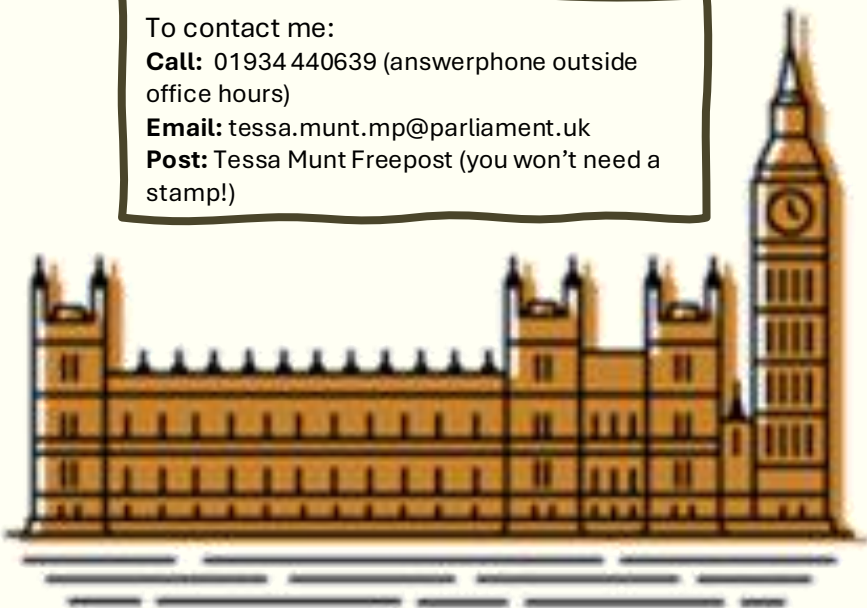 To contact me:
Call: 01934 440639 (answerphone outside
office hours)
Email: tessa.munt.mp@parliament.uk
Post: Tessa Munt Freepost (you won’t need a
stamp!)